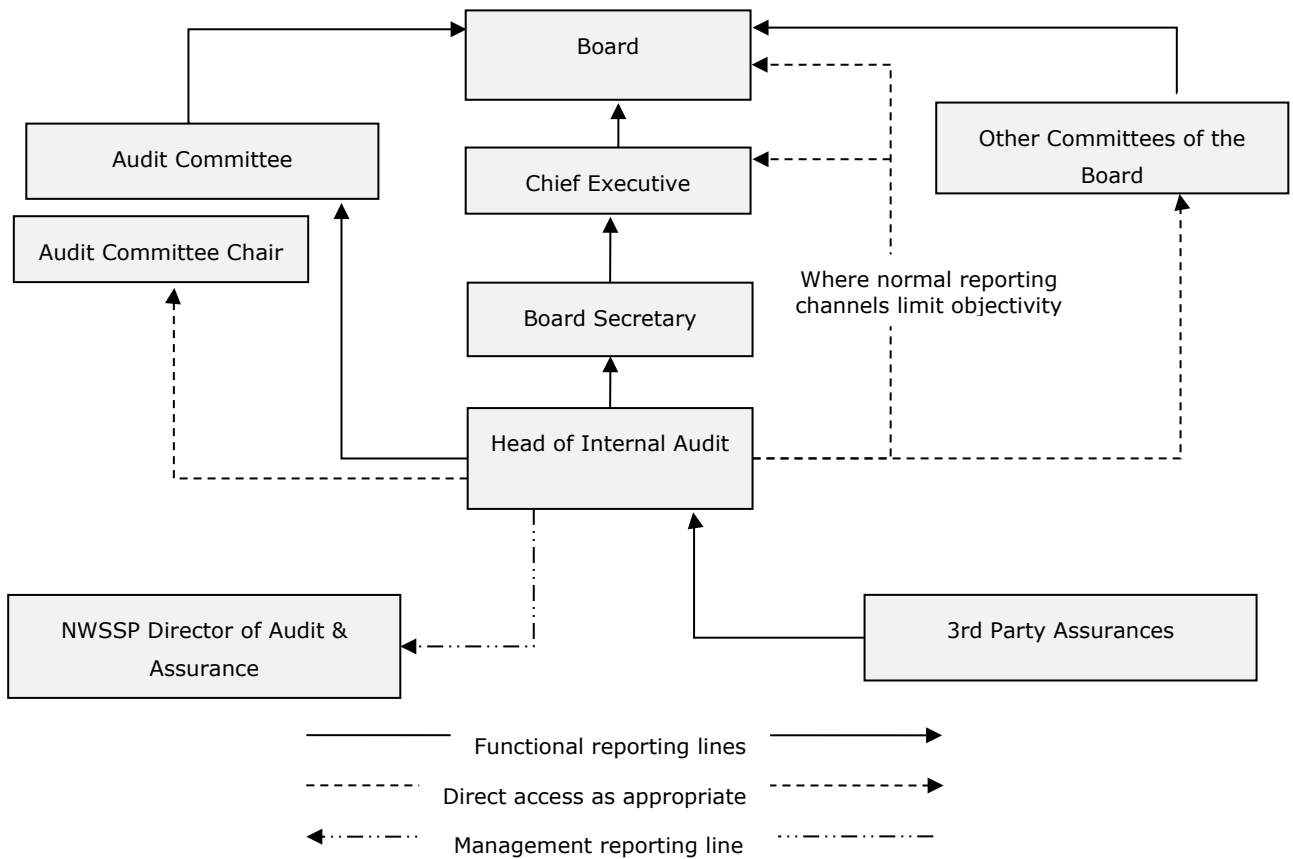 Board
Audit Committee
Other Committees of the
Board
Chief Executive
Audit Committee Chair
Where normal reporting
channels limit objectivity
Board Secretary
Head of Internal Audit
NWSSP Director of Audit &
Assurance
3rd Party Assurances
Functional reporting lines
Direct access as appropriate
Management reporting line